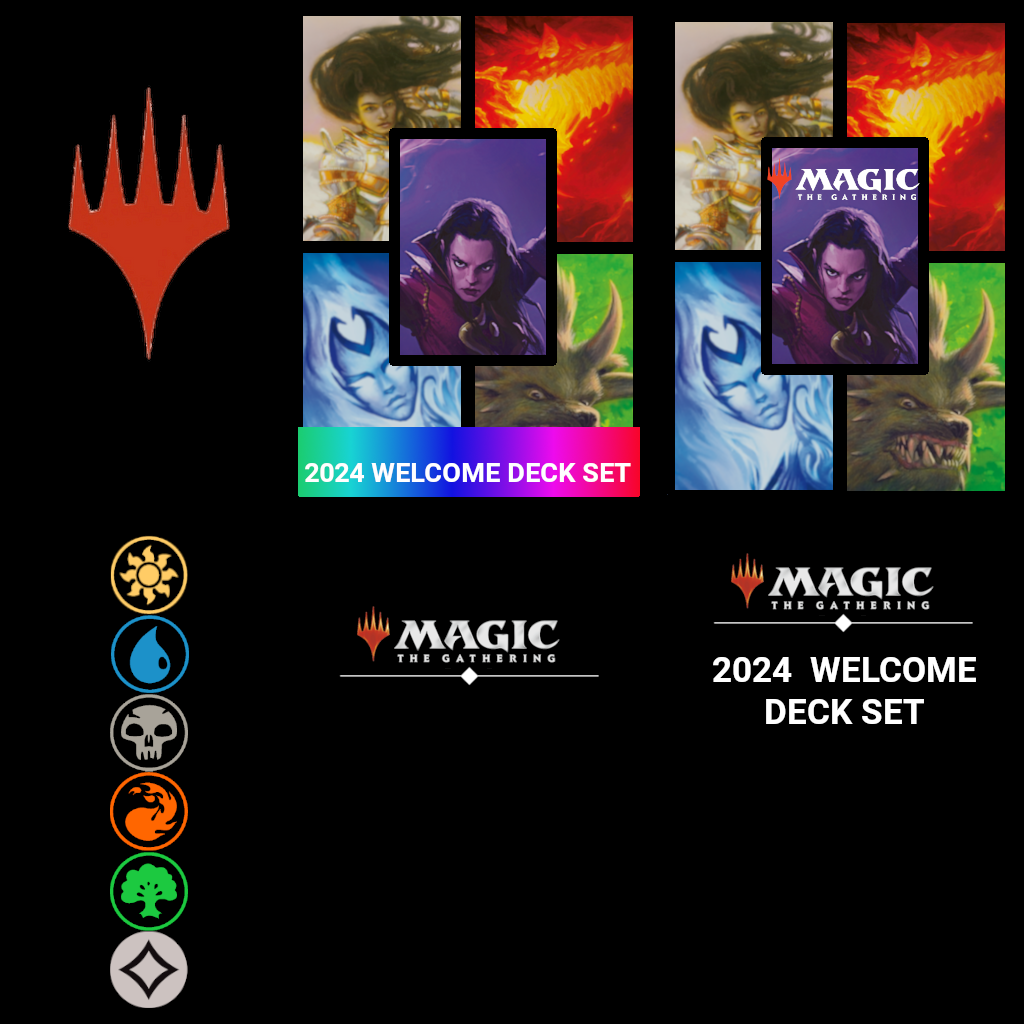 MAGIC
THE GATHERING
2024 WELCOME DECK SET
MAGIC
THE GATHERING
MAGIC
THE GATHERING
2024 WELCOME
DECK SET